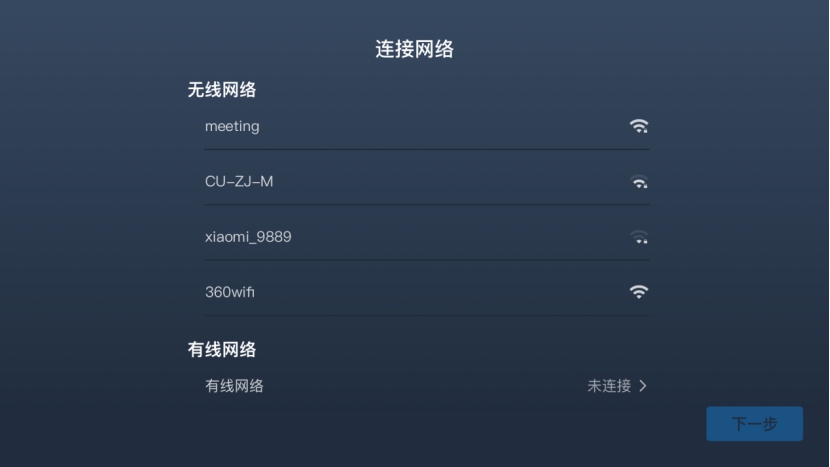 连接网络
无线网络
meeting
CU-ZJ-M
xiaomi_9889
360wifi
有线网络
有线网络 未连接
下一步